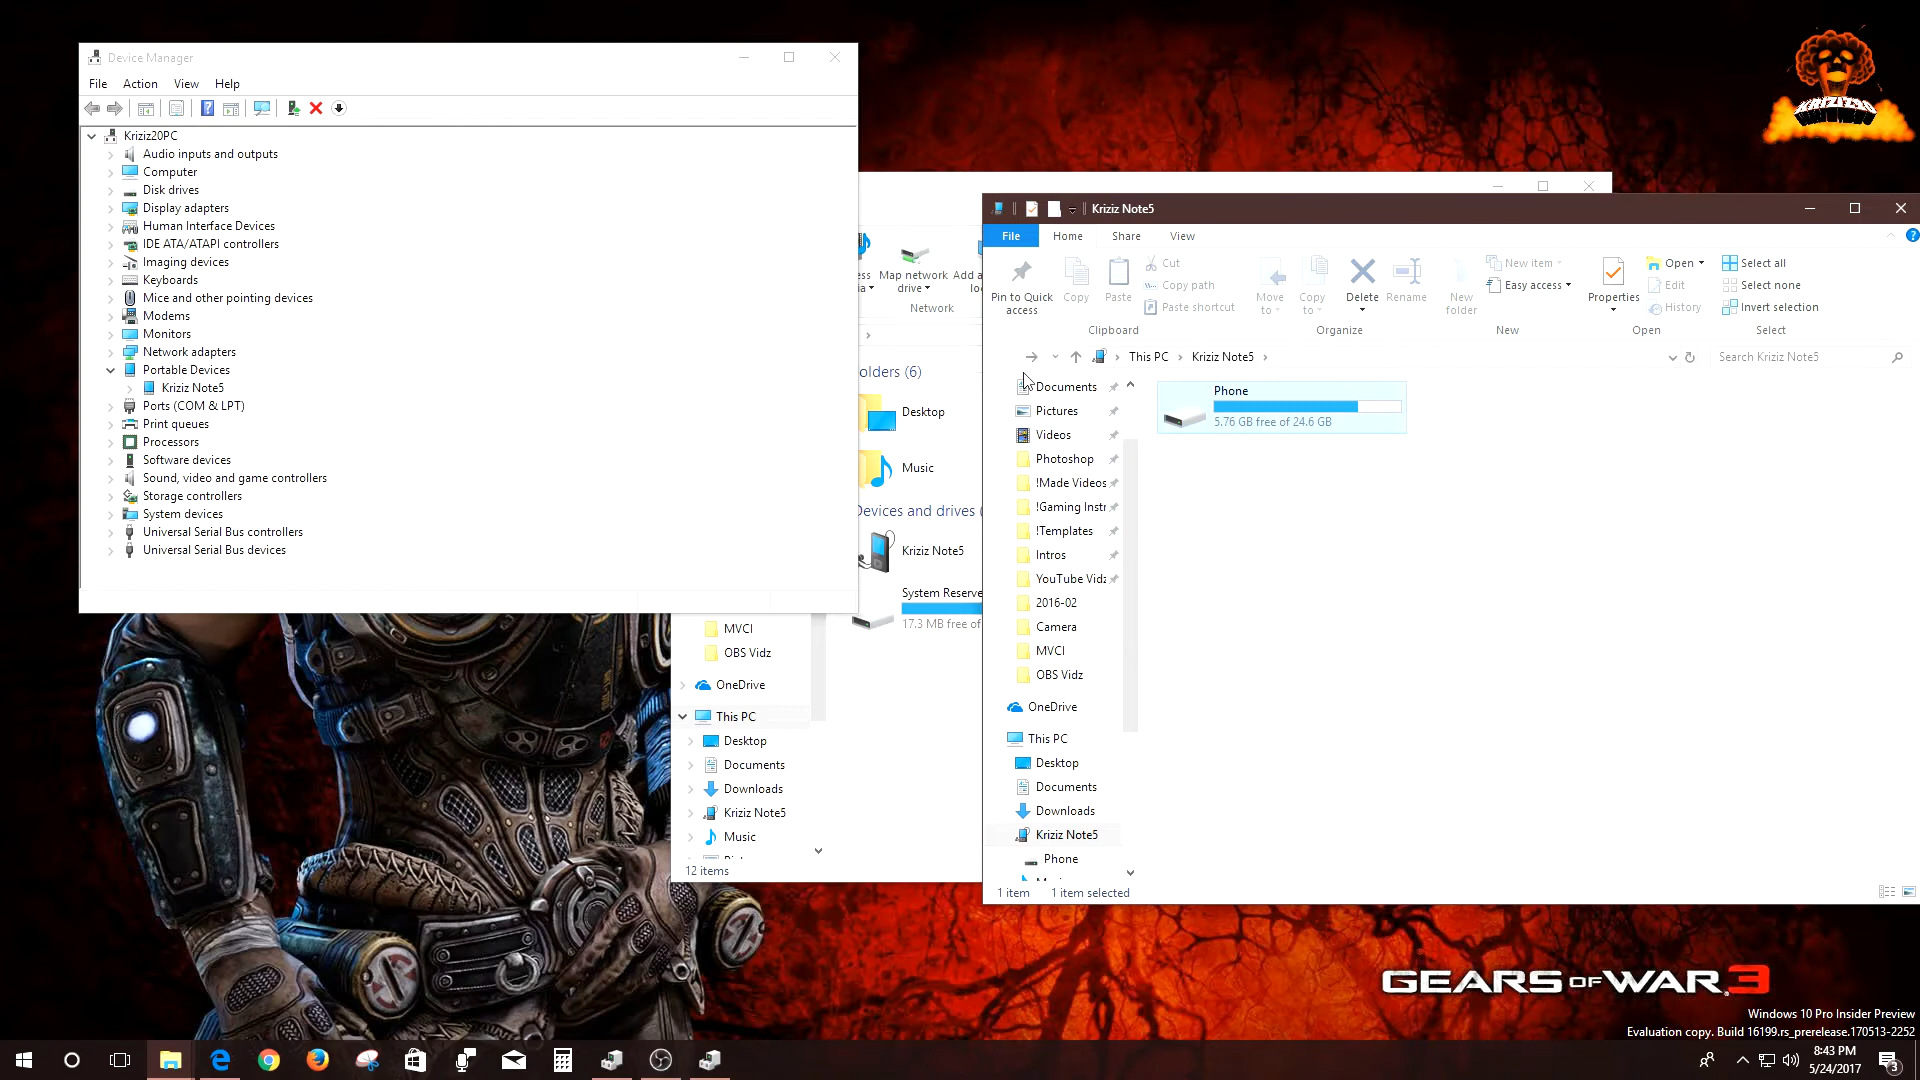 Device Manager
File Action View Help
Kriziz20PC
Audio inputs and outputs
Computer
Disk drives
Display adapters
Human Interface Devices
IDE ATA/ATAPI controllers
Imaging devices
Keyboards
Mice and other pointing devices
Modems
Monitors
Network adapters
Portable Devices
Kriziz Note5
Ports (COM & LPT)
Print queues
Processors
Software devices
Sound, video and game controllers
Storage controllers
System devices
Universal Serial Bus controllers
Universal Serial Bus devices
Map network drive
Network
olders (6)
Desktop
Music
Devices and drives (
Kriziz Note5
System Reserve
17.3 MB free of
MVCI
OBS Vidz
OneDrive
This PC
Desktop
Documents
Downloads
Kriziz Note5
Music
12 items
Kriziz Note5
File Home Share View
Pin to Quick access
Copy
Paste
Cut
Copy path
Paste shortcut
Clipboard
Move to
Copy to
Delete
Rename
Organize
New folder
New item
Easy access
New
Properties
Open
Edit
History
Open
Select all
Select none
Invert selection
Select
This PC Kriziz Note5
Search Kriziz Note5
Documents
Pictures
Videos
Photoshop
!Made Videos
!Gaming Instr
!Templates
Intros
YouTube Vidz
2016-02
Camera
MVCI
OBS Vidz
OneDrive
This PC
Desktop
Documents
Downloads
Kriziz Note5
Phone
Phone
5.76 GB free of 24.6 GB
1 item 1 item selected
KRIZIZ20
GEARS OF WAR 3
Windows 10 Pro Insider Preview
Evaluation copy. Build 16199.rs_prerelease.170513-2252
8:43 PM
5/24/2017
3